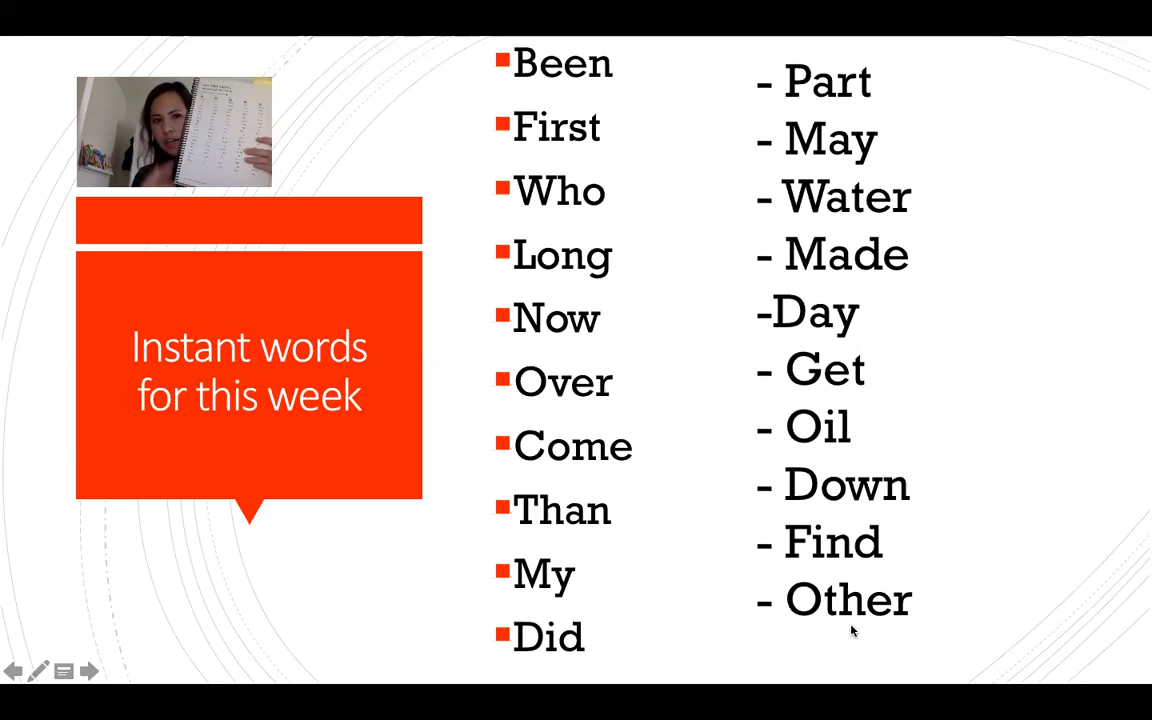 Instant words
for this week
Been
First
Who
Long
Now
Over
Come
Than
My
Did
- Part
- May
- Water
- Made
-Day
- Get
- Oil
- Down
- Find
- Other